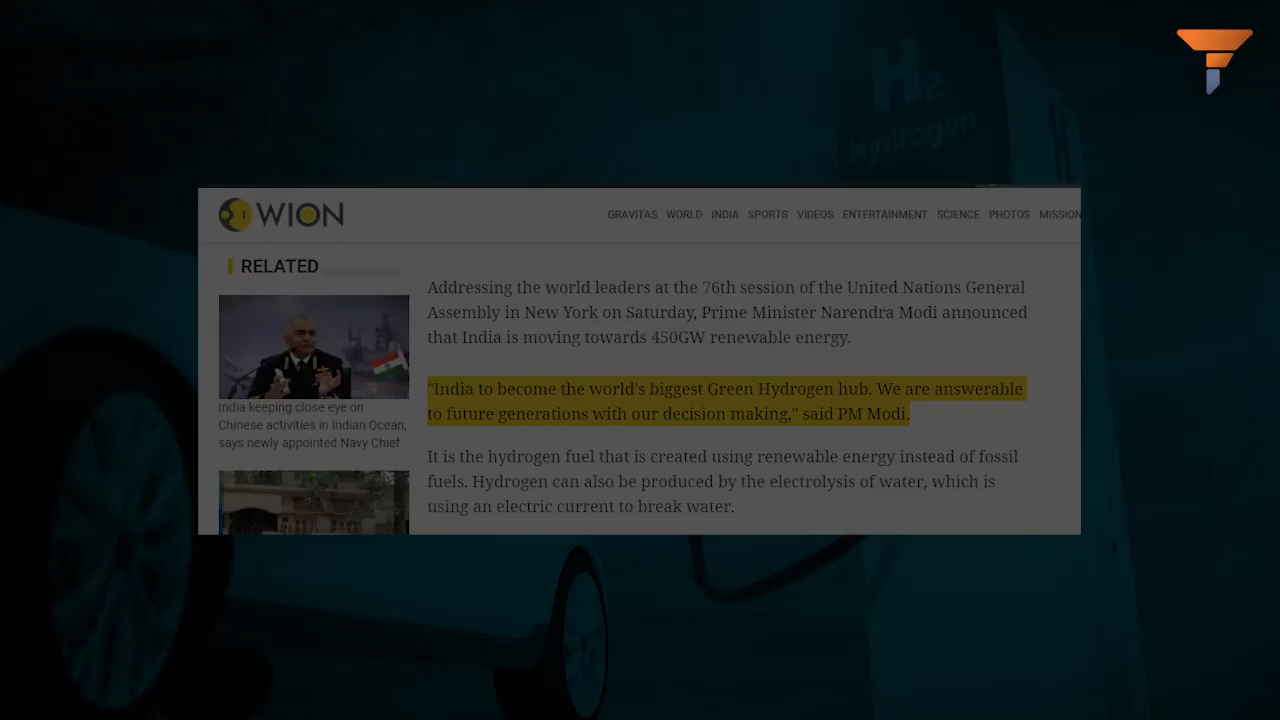 H2
Hydrogen
WION
GRAVITAS WORLD INDIA SPORTS VIDEOS ENTERTAINMENT SCIENCE PHOTOS MISSION
RELATED
India keeping close eye on
Chinese activities in Indian Ocean,
says newly appointed Navy Chief
Addressing the world leaders at the 76th session of the United Nations General
Assembly in New York on Saturday, Prime Minister Narendra Modi announced
that India is moving towards 450GW renewable energy.
"India to become the world's biggest Green Hydrogen hub. We are answerable
to future generations with our decision making," said PM Modi.
It is the hydrogen fuel that is created using renewable energy instead of fossil
fuels. Hydrogen can also be produced by the electrolysis of water, which is
using an electric current to break water.